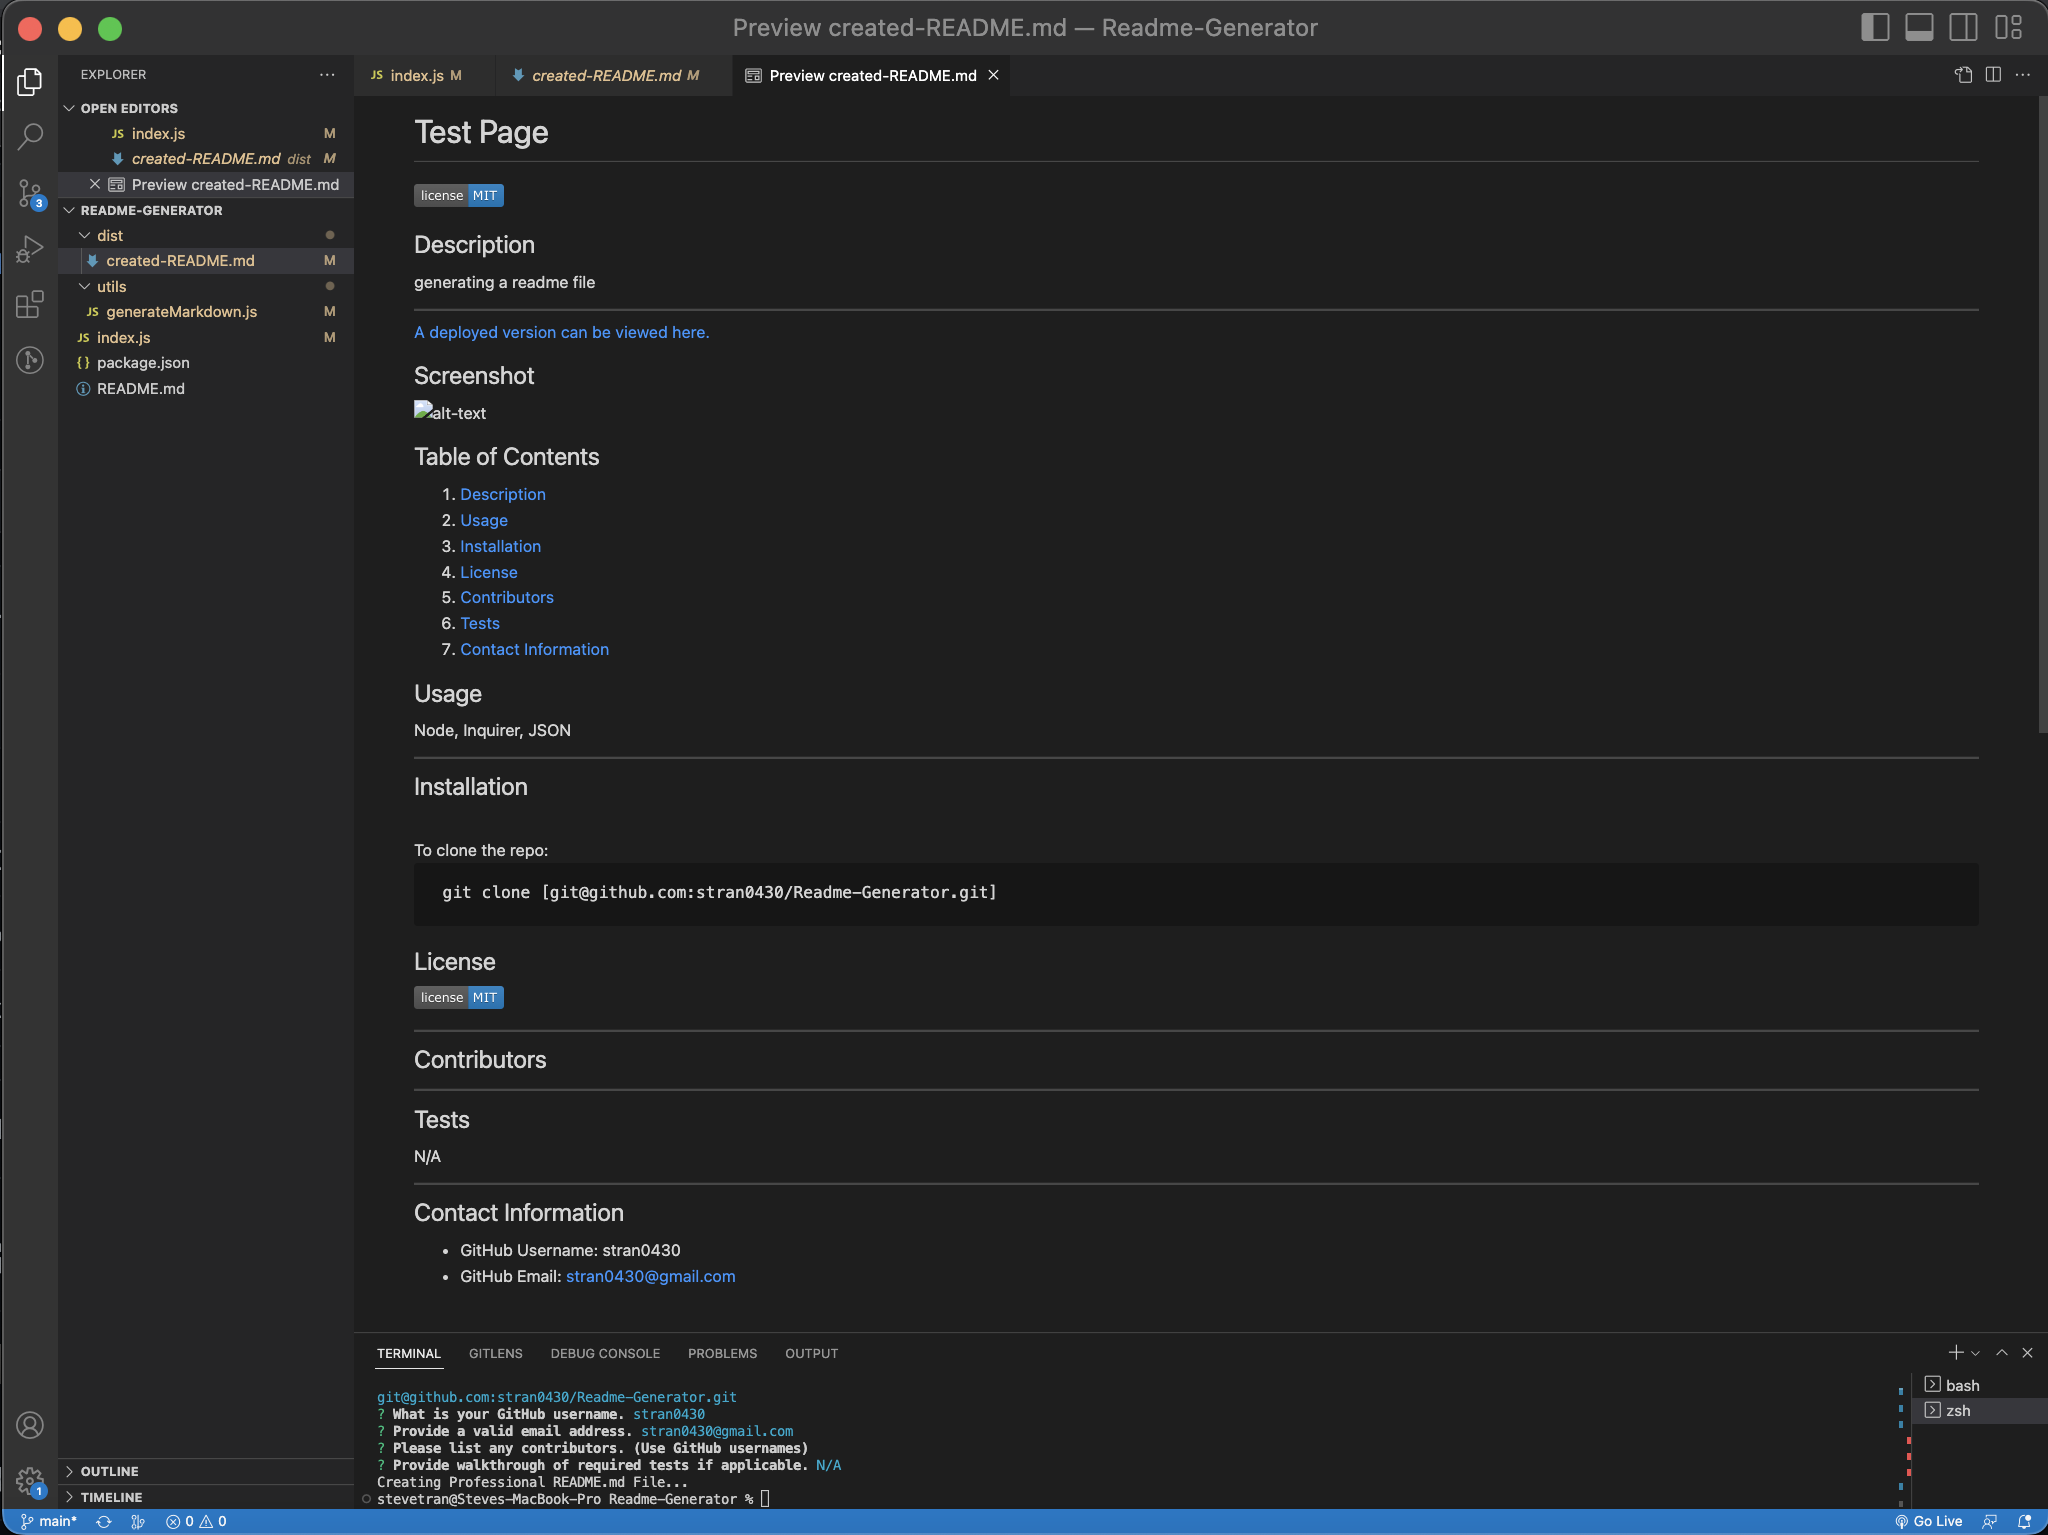 Preview created-README.md — Readme-Generator
EXPLORER
OPEN EDITORS
JS index.js M
created-README.md dist M
Preview created-README.md
README-GENERATOR
dist
created-README.md M
utils
JS generateMarkdown.js M
JS index.js M
{} package.json
README.md
OUTLINE
TIMELINE
3
1
JS index.js M
created-README.md M
Preview created-README.md
Test Page
license MIT
Description
generating a readme file
A deployed version can be viewed here.
Screenshot
alt-text
Table of Contents
1. Description
2. Usage
3. Installation
4. License
5. Contributors
6. Tests
7. Contact Information
Usage
Node, Inquirer, JSON
Installation
To clone the repo:
git clone [git@github.com:stran0430/Readme-Generator.git]
License
license MIT
Contributors
Tests
N/A
Contact Information
• GitHub Username: stran0430
• GitHub Email: stran0430@gmail.com
TERMINAL GITLENS DEBUG CONSOLE PROBLEMS OUTPUT
git@github.com:stran0430/Readme-Generator.git
? What is your GitHub username. stran0430
? Provide a valid email address. stran0430@gmail.com
? Please list any contributors. (Use GitHub usernames)
? Provide walkthrough of required tests if applicable. N/A
Creating Professional README.md File...
stevetran@Steves-MacBook-Pro Readme-Generator %
bash
zsh
main* 0 0 Go Live